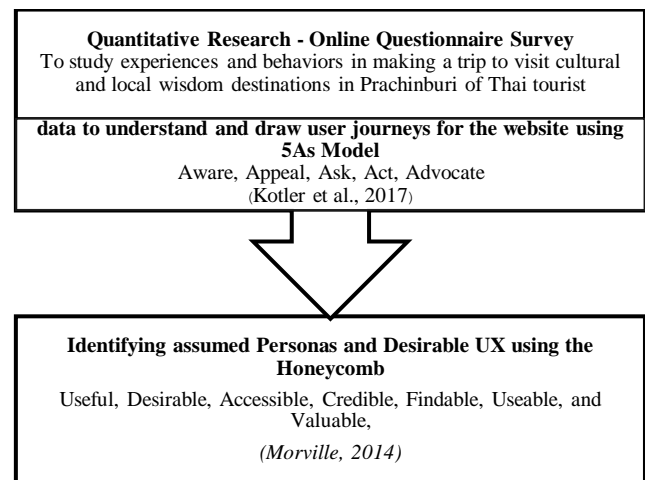 Quantitative Research - Online Questionnaire Survey
To study experiences and behaviors in making a trip to visit cultural
and local wisdom destinations in Prachinburi of Thai tourist
data to understand and draw user journeys for the website using
5As Model
Aware, Appeal, Ask, Act, Advocate
(Kotler et al., 2017)
Identifying assumed Personas and Desirable UX using the
Honeycomb
Useful, Desirable, Accessible, Credible, Findable, Useable, and
Valuable,
(Morville, 2014)